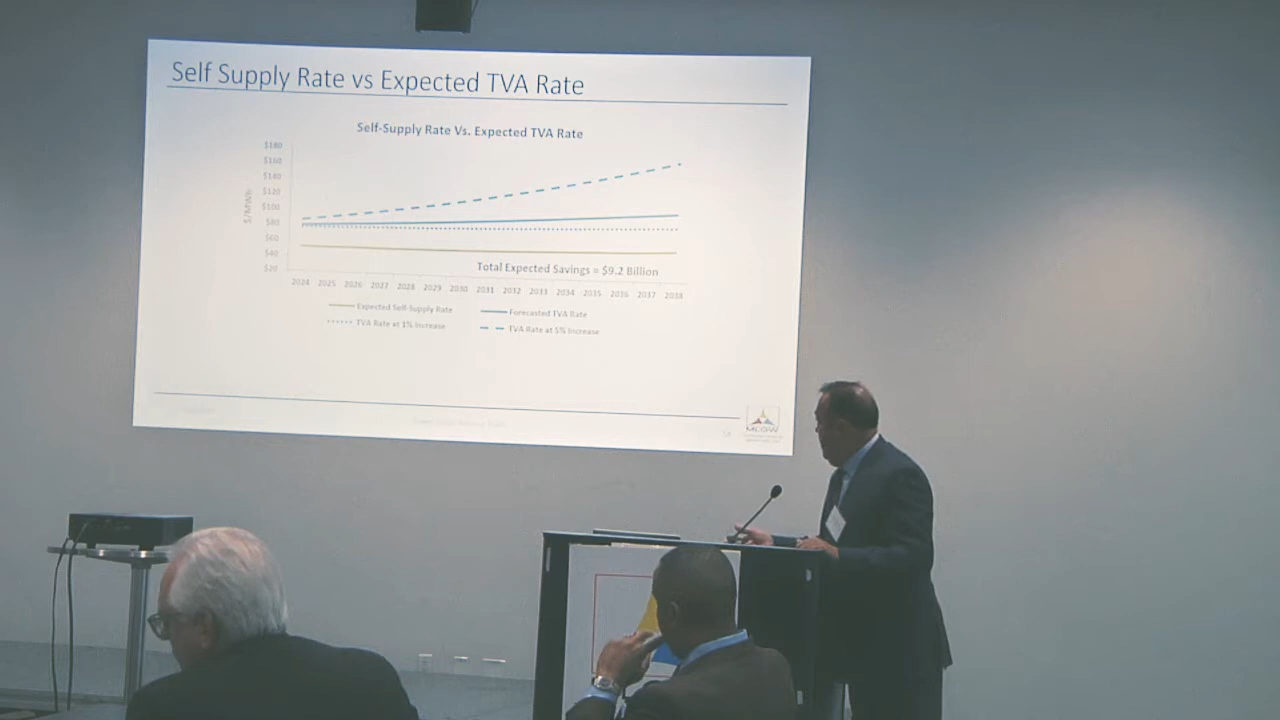 Self Supply Rate vs Expected TVA Rate
Self-Supply Rate Vs. Expected TVA Rate
$180
$160
$140
$120
$100
$80
$60
$40
$20
$/MWh
Total Expected Savings = $9.2 Billion
2024 2025 2026 2027 2028 2029 2030 2031 2032 2033 2034 2035 2036 2037 2038
Expected Self-Supply Rate
Forecasted TVA Rate
TVA Rate at 1% Increase
TVA Rate at 5% Increase
MLGW